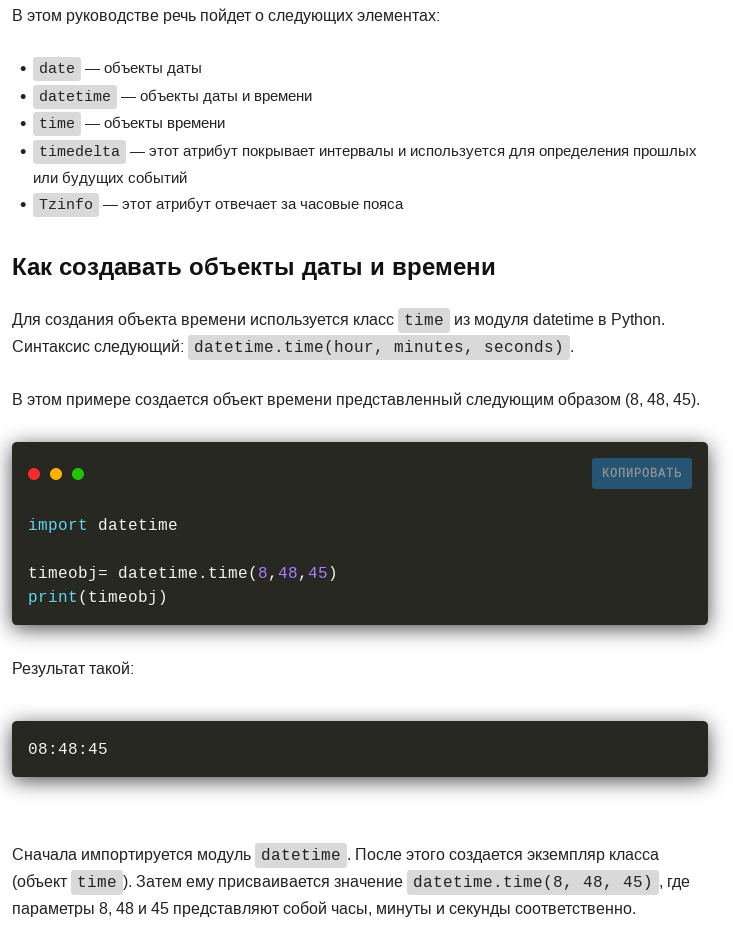 В этом руководстве речь пойдет о следующих элементах:
• date — объекты даты
• datetime — объекты даты и времени
• time — объекты времени
• timedelta — этот атрибут покрывает интервалы и используется для определения прошлых
или будущих событий
• Tzinfo — этот атрибут отвечает за часовые пояса
Как создавать объекты даты и времени
Для создания объекта времени используется класс time из модуля datetime в Python.
Синтаксис следующий: datetime.time(hour, minutes, seconds).
В этом примере создается объект времени представленный следующим образом (8, 48, 45).
КОПИРОВАТЬ
import datetime
timeobj= datetime.time(8,48,45)
print(timeobj)
Результат такой:
08:48:45
Сначала импортируется модуль datetime. После этого создается экземпляр класса
(объект time). Затем ему присваивается значение datetime.time(8, 48, 45), где
параметры 8, 48 и 45 представляют собой часы, минуты и секунды соответственно.